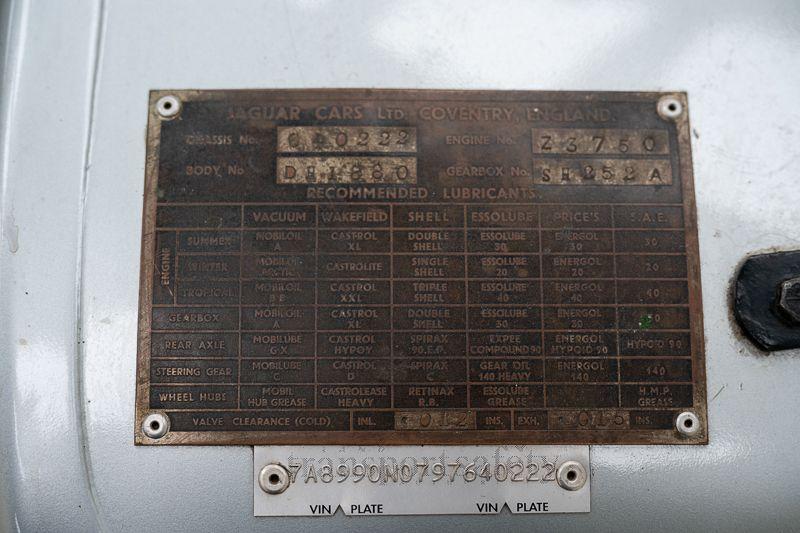 JAGUAR CARS LTD. COVENTRY, ENGLAND.
CHASSIS No. 640222 ENGINE No. Z3750
BODY No DH1880 GEARBOX No. SH252A
RECOMMENDED LUBRICANTS.
VACUUM WAKEFIELD SHELL ESSOLUBE PRICE'S S.A.E.
ENGINE
SUMMER MOBILOIL A CASTROL XL DOUBLE SHELL ESSOLUBE 30 ENERGOL 30 30
WINTER MOBILOIL ARCTIC CASTROLITE SINGLE SHELL ESSOLUBE 20 ENERGOL 20 20
TROPICAL MOBILOIL CASTROL XXL TRIPLE SHELL ESSOLUBE 40 ENERGOL 40 40
GEARBOX MOBILOIL A CASTROL XL DOUBLE SHELL ESSOLUBE 30 ENERGOL 30
REAR AXLE MOBILUBE GX CASTROL HYPOY SPIRAX 90.E.P. EXPEE COMPOUND 90 ENERGOL HYPOID 90 HYPOID 90
STEERING GEAR MOBILUBE C CASTROL D SPIRAX C GEAR OIL 140 HEAVY ENERGOL 140 140
WHEEL HUBS MOBIL HUB GREASE CASTROLEASE HEAVY RETINAX R.B. ESSOLUBE GREASE H.M.P. GREASE
VALVE CLEARANCE (COLD) INL. 012 INS. EXH. 015 INS.
transportsafety
7A8990N0797640222
VIN PLATE VIN PLATE